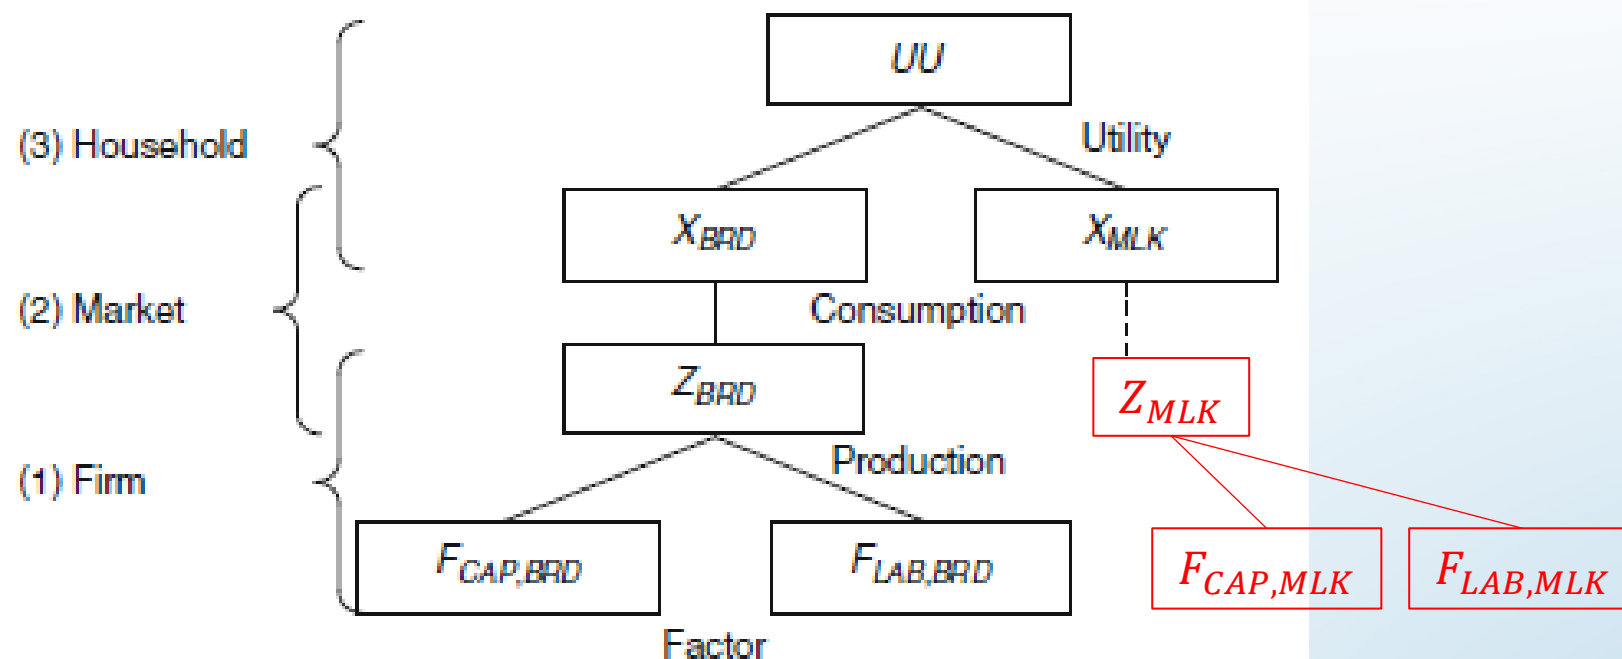 UU
(3) Household
Utility
X_BRD
X_MLK
(2) Market
Consumption
Z_BRD
Z_MLK
Production
(1) Firm
F_CAP,BRD
F_LAB,BRD
F_CAP,MLK
F_LAB,MLK
Factor